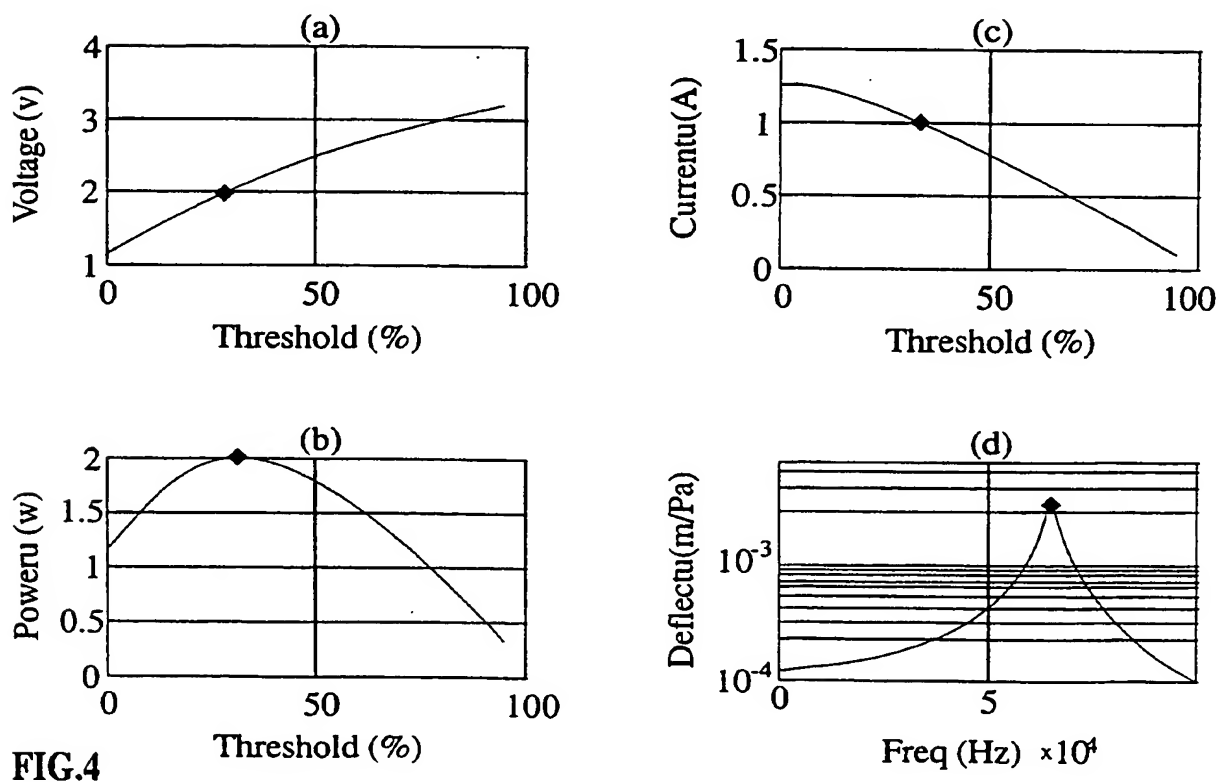 (a)
4
3
2
1
Voltage (v)
0 50 100
Threshold (%)
(c)
1.5
1
0.5
0
Currentu(A)
0 50 100
Threshold (%)
(b)
2
1.5
1
0.5
0
Poweru (w)
0 50 100
Threshold (%)
(d)
10-3
10-4
Deflectu(m/Pa)
0 5
Freq (Hz) ×10⁴
FIG.4